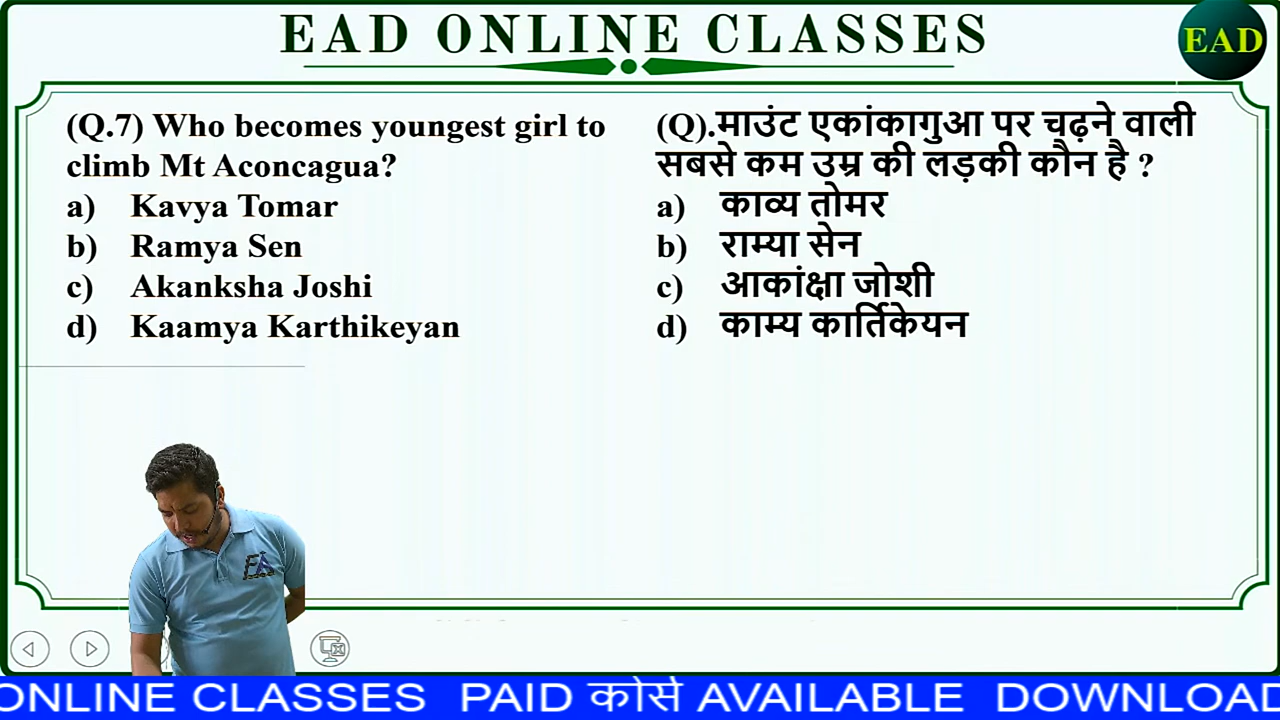 EAD ONLINE CLASSES
EAD
(Q.7) Who becomes youngest girl to
climb Mt Aconcagua?
a) Kavya Tomar
b) Ramya Sen
c) Akanksha Joshi
d) Kaamya Karthikeyan
(Q).माउंट एकांकागुआ पर चढ़ने वाली
सबसे कम उम्र की लड़की कौन है ?
a) काव्य तोमर
b) राम्या सेन
c) आकांक्षा जोशी
d) काम्य कार्तिकेयन
ONLINE CLASSES PAID कोर्स AVAILABLE DOWNLOAD